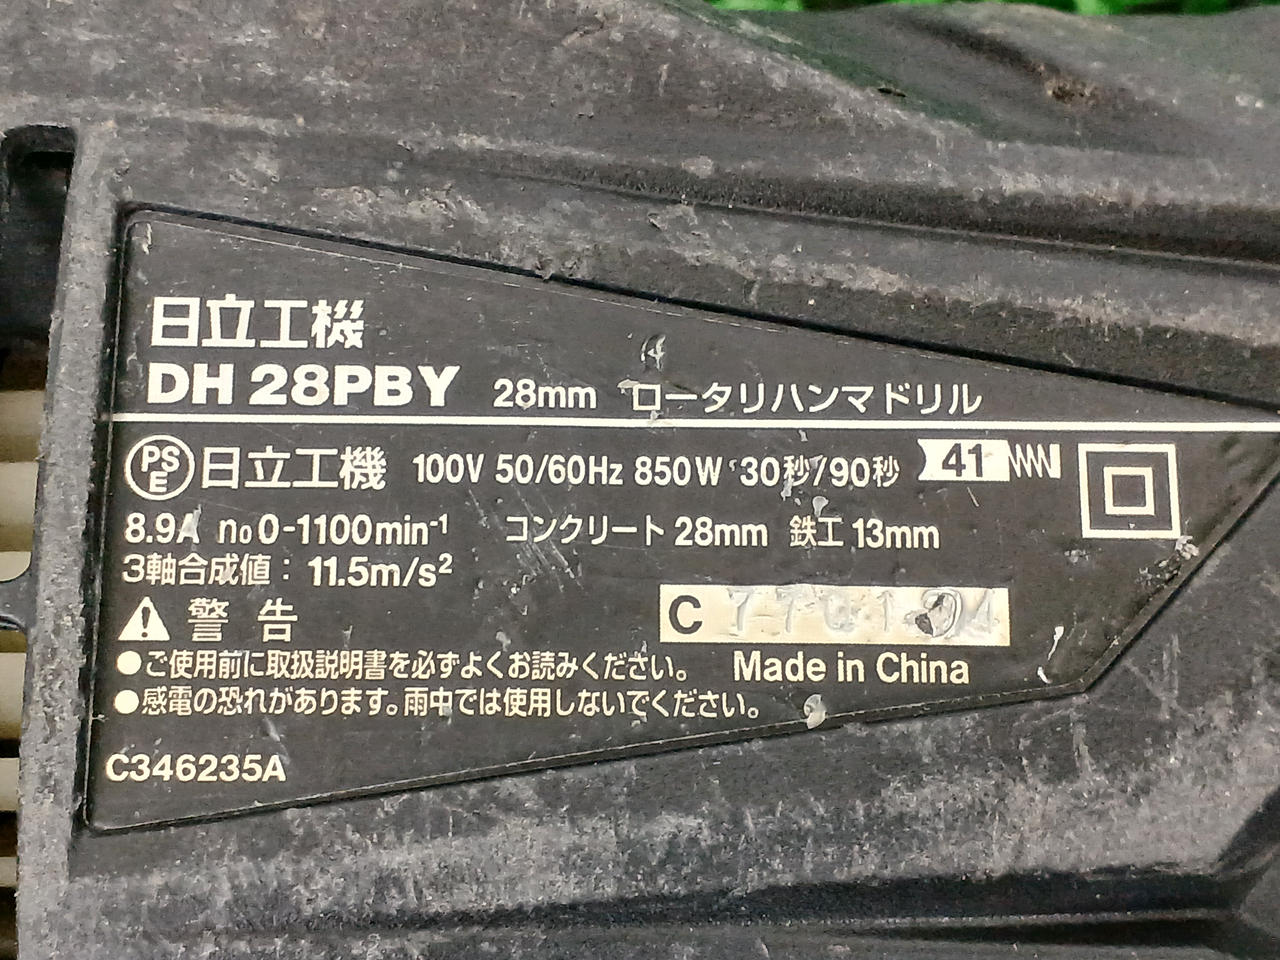 日立工機
DH 28PBY 28mm ロータリハンマドリル
PSE 日立工機 100V 50/60Hz 850W 30秒/90秒 41
8.9A n₀ 0-1100min⁻¹ コンクリート 28mm 鉄工 13mm
3軸合成値：11.5m/s²
警告 C
●ご使用前に取扱説明書を必ずよくお読みください。 Made in China
●感電の恐れがあります。雨中では使用しないでください。
C346235A